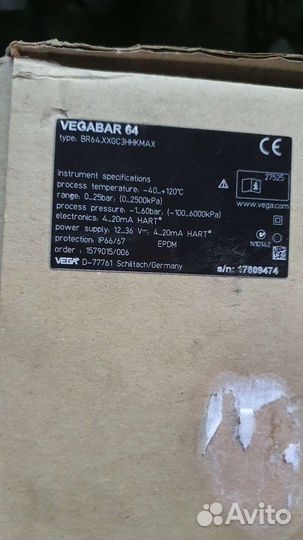 VEGABAR 64
type: BR64.XXGC3HHKMAX
instrument specifications
process temperature: -40...+120°C
range: 0...25bar; (0...2500kPa)
process pressure: -1...60bar; (-100...6000kPa)
electronics: 4...20mA HART®
power supply: 12...36 V⎓; 4...20mA HART®
protection: IP66/67 EPDM
order : 1579015/006
VEGA® D-77761 Schiltach/Germany
CE
27525
www.vega.com
N10142
s/n: 17809474
Avito